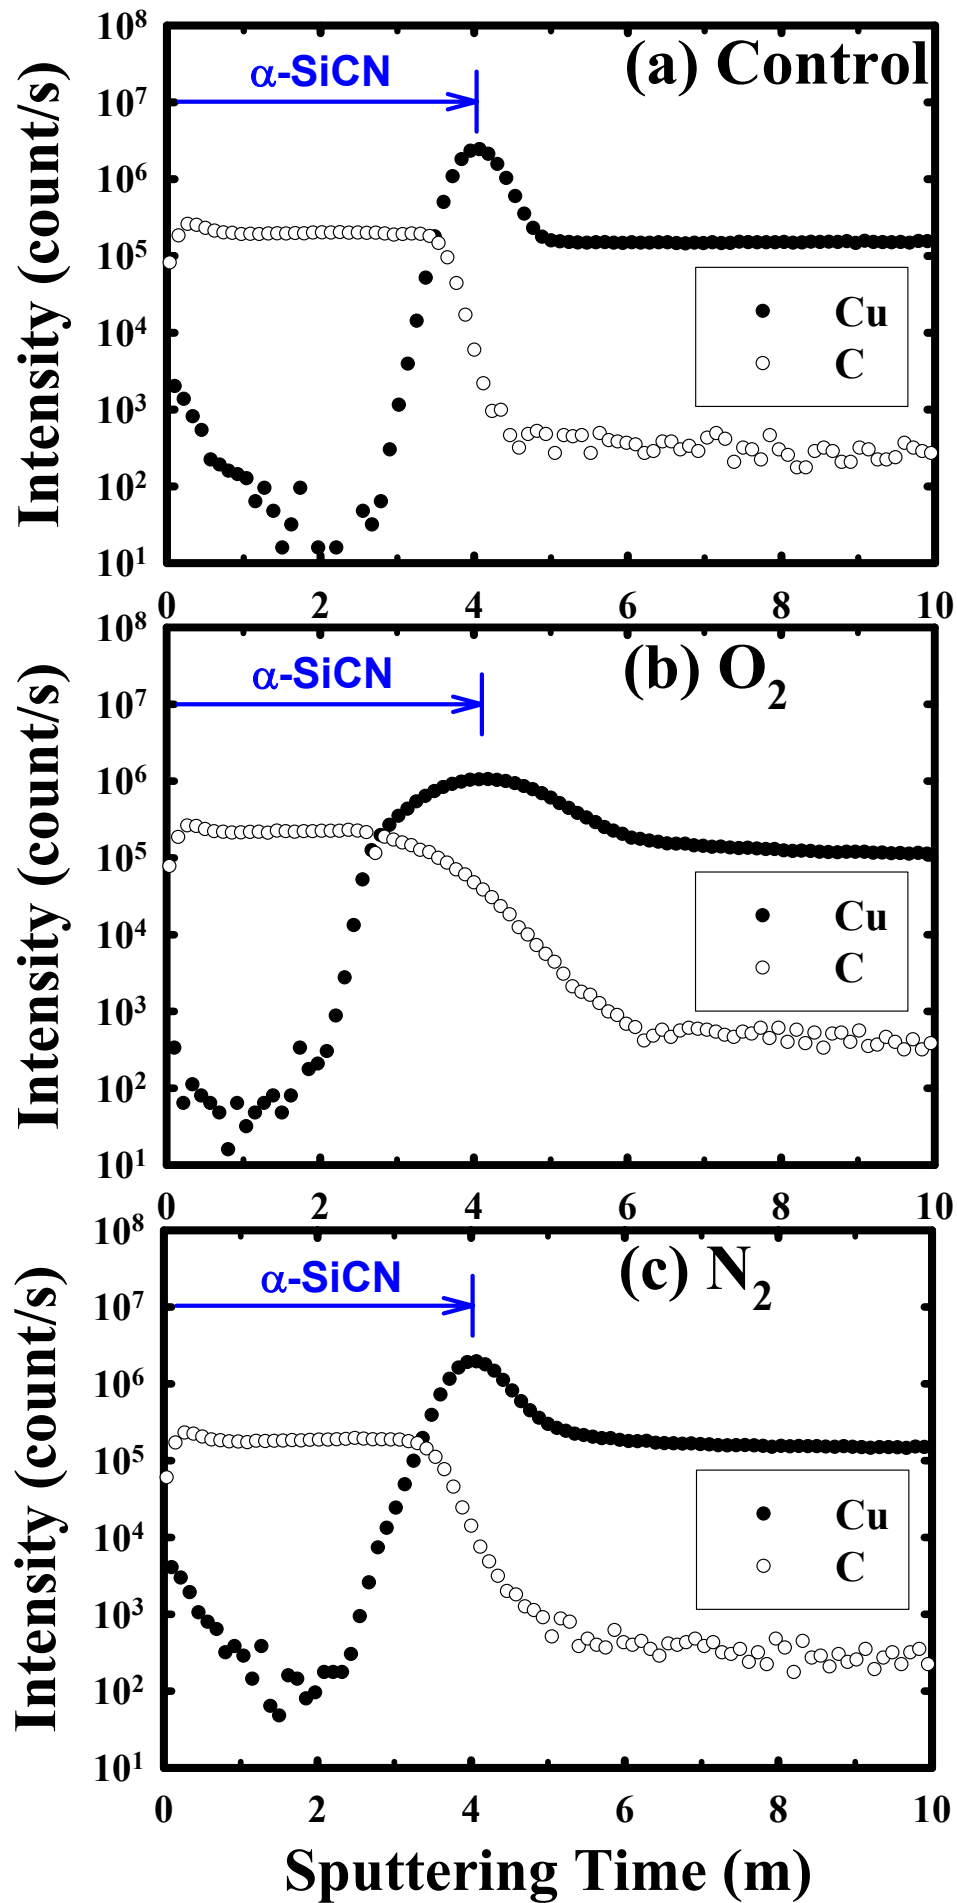 (a) Control
α-SiCN
Intensity (count/s)
10⁸
10⁷
10⁶
10⁵
10⁴
10³
10²
10¹
Cu
C
0 2 4 6 8 10
(b) O₂
α-SiCN
Intensity (count/s)
10⁸
10⁷
10⁶
10⁵
10⁴
10³
10²
10¹
Cu
C
0 2 4 6 8 10
(c) N₂
α-SiCN
Intensity (count/s)
10⁸
10⁷
10⁶
10⁵
10⁴
10³
10²
10¹
Cu
C
0 2 4 6 8 10
Sputtering Time (m)